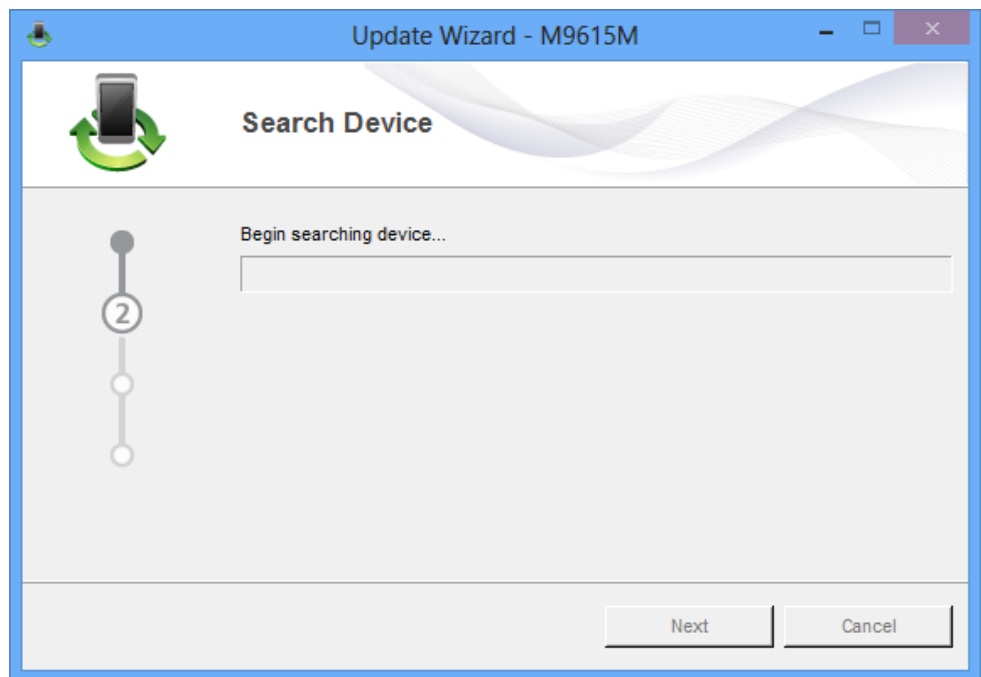 Update Wizard - M9615M
Search Device
Begin searching device...
2
Next
Cancel